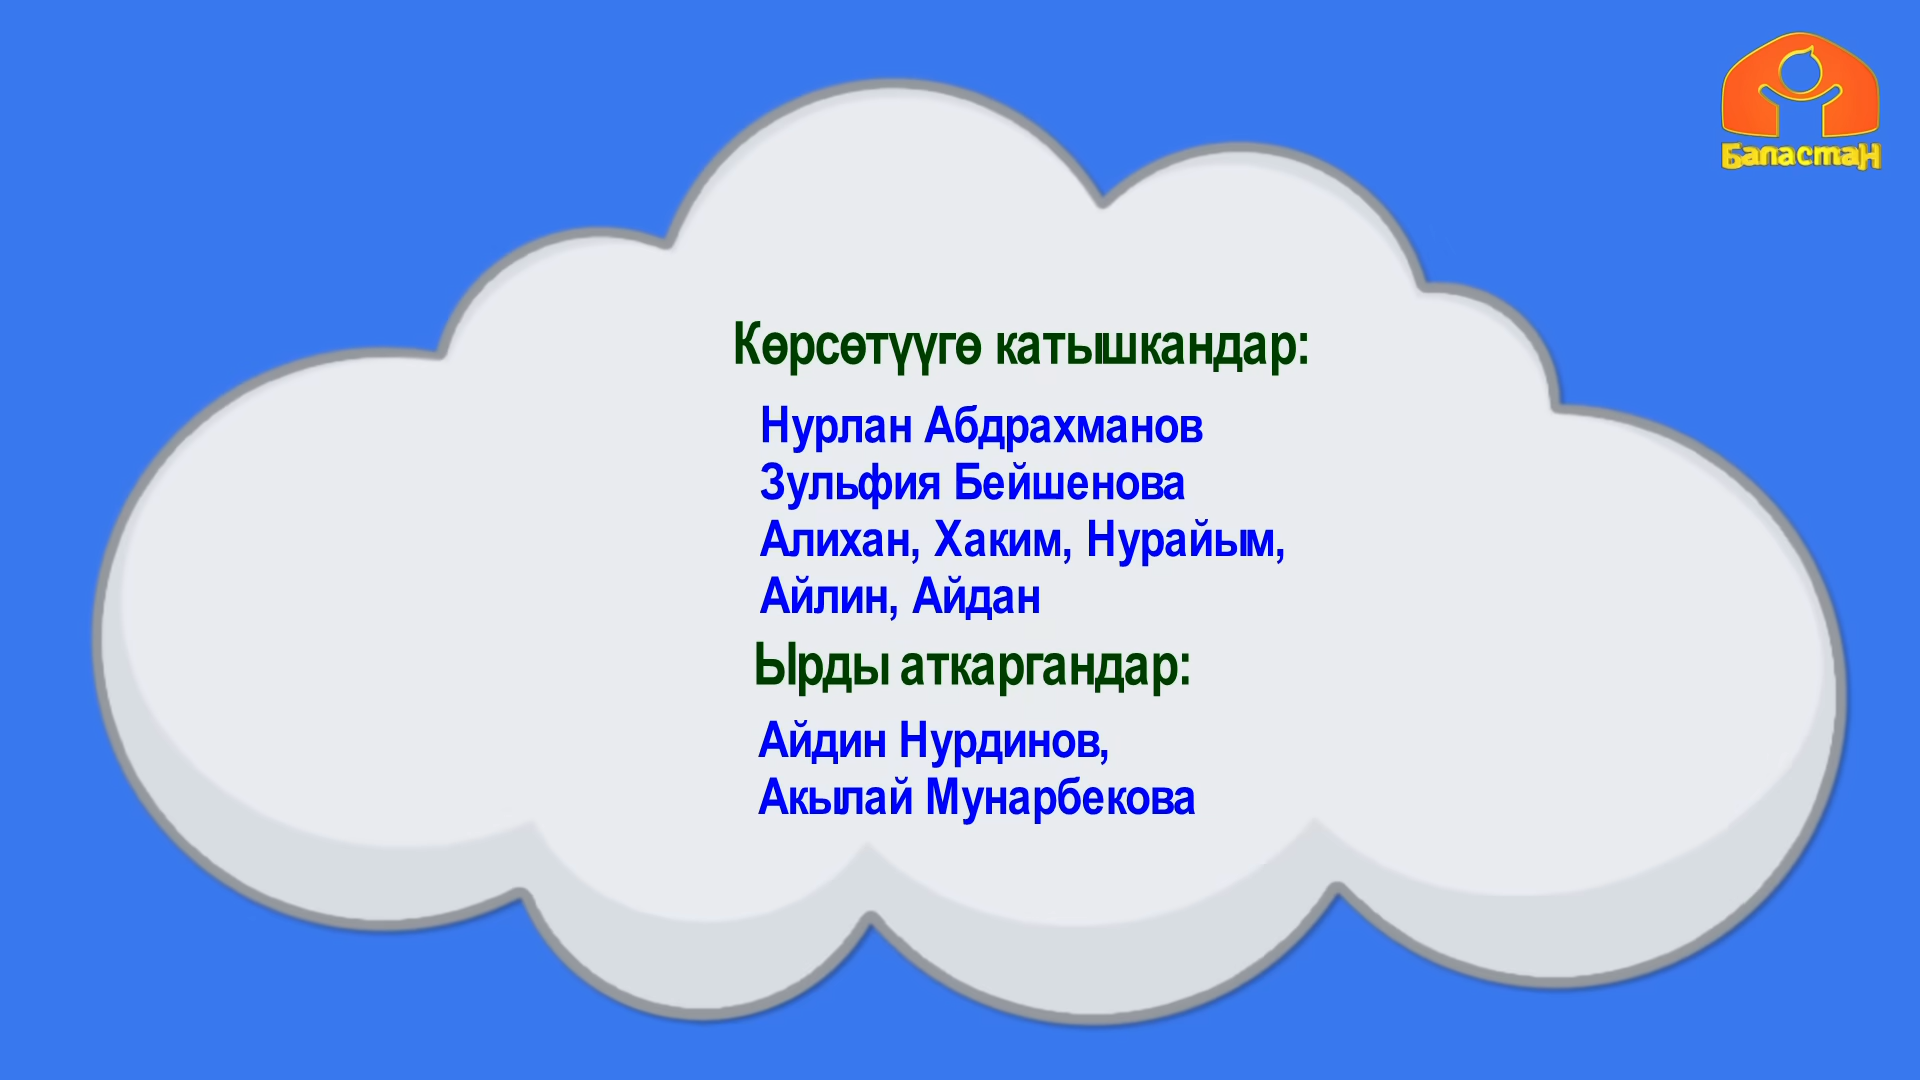 Баластан
Көрсөтүүгө катышкандар:
Нурлан Абдрахманов
Зульфия Бейшенова
Алихан, Хаким, Нурайым,
Айлин, Айдан
Ырды аткаргандар:
Айдин Нурдинов,
Акылай Мунарбекова